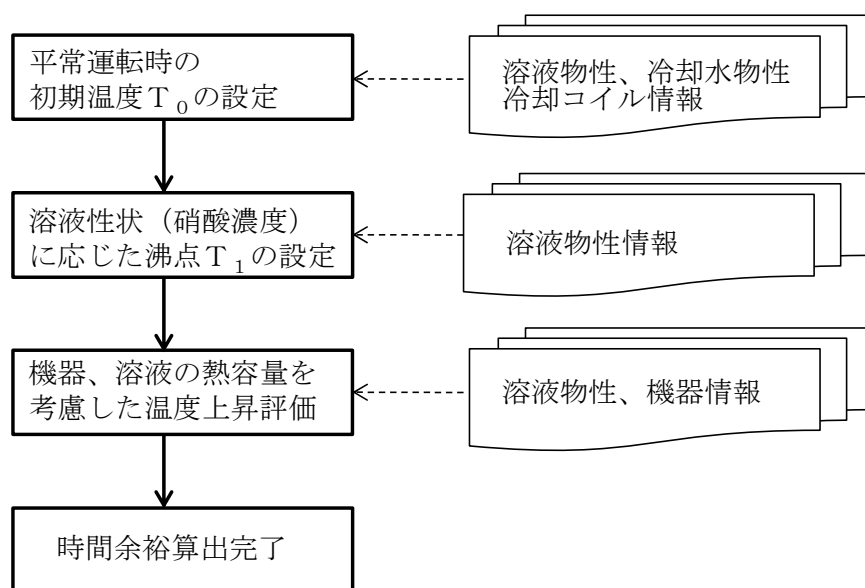 平常運転時の
初期温度T₀の設定
溶液物性、冷却水物性
冷却コイル情報
溶液性状(硝酸濃度)
に応じた沸点T₁の設定
溶液物性情報
機器、溶液の熱容量を
考慮した温度上昇評価
溶液物性、機器情報
時間余裕算出完了